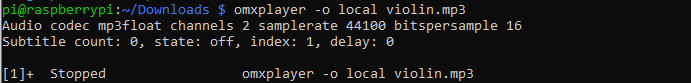 pi@raspberrypi:~/Downloads $ omxplayer -o local violin.mp3
Audio codec mp3float channels 2 samplerate 44100 bitspersample 16
Subtitle count: 0, state: off, index: 1, delay: 0
[1]+  Stopped                 omxplayer -o local violin.mp3